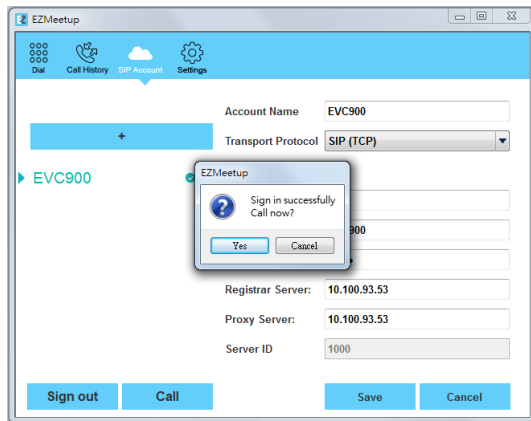 EZMeetup
Dial
Call History
SIP Account
Settings
+
EVC900
Account Name
EVC900
Transport Protocol
SIP (TCP)
EZMeetup
Sign in successfully
Call now?
Yes
Cancel
Registrar Server:
10.100.93.53
Proxy Server:
10.100.93.53
Server ID
1000
Sign out
Call
Save
Cancel